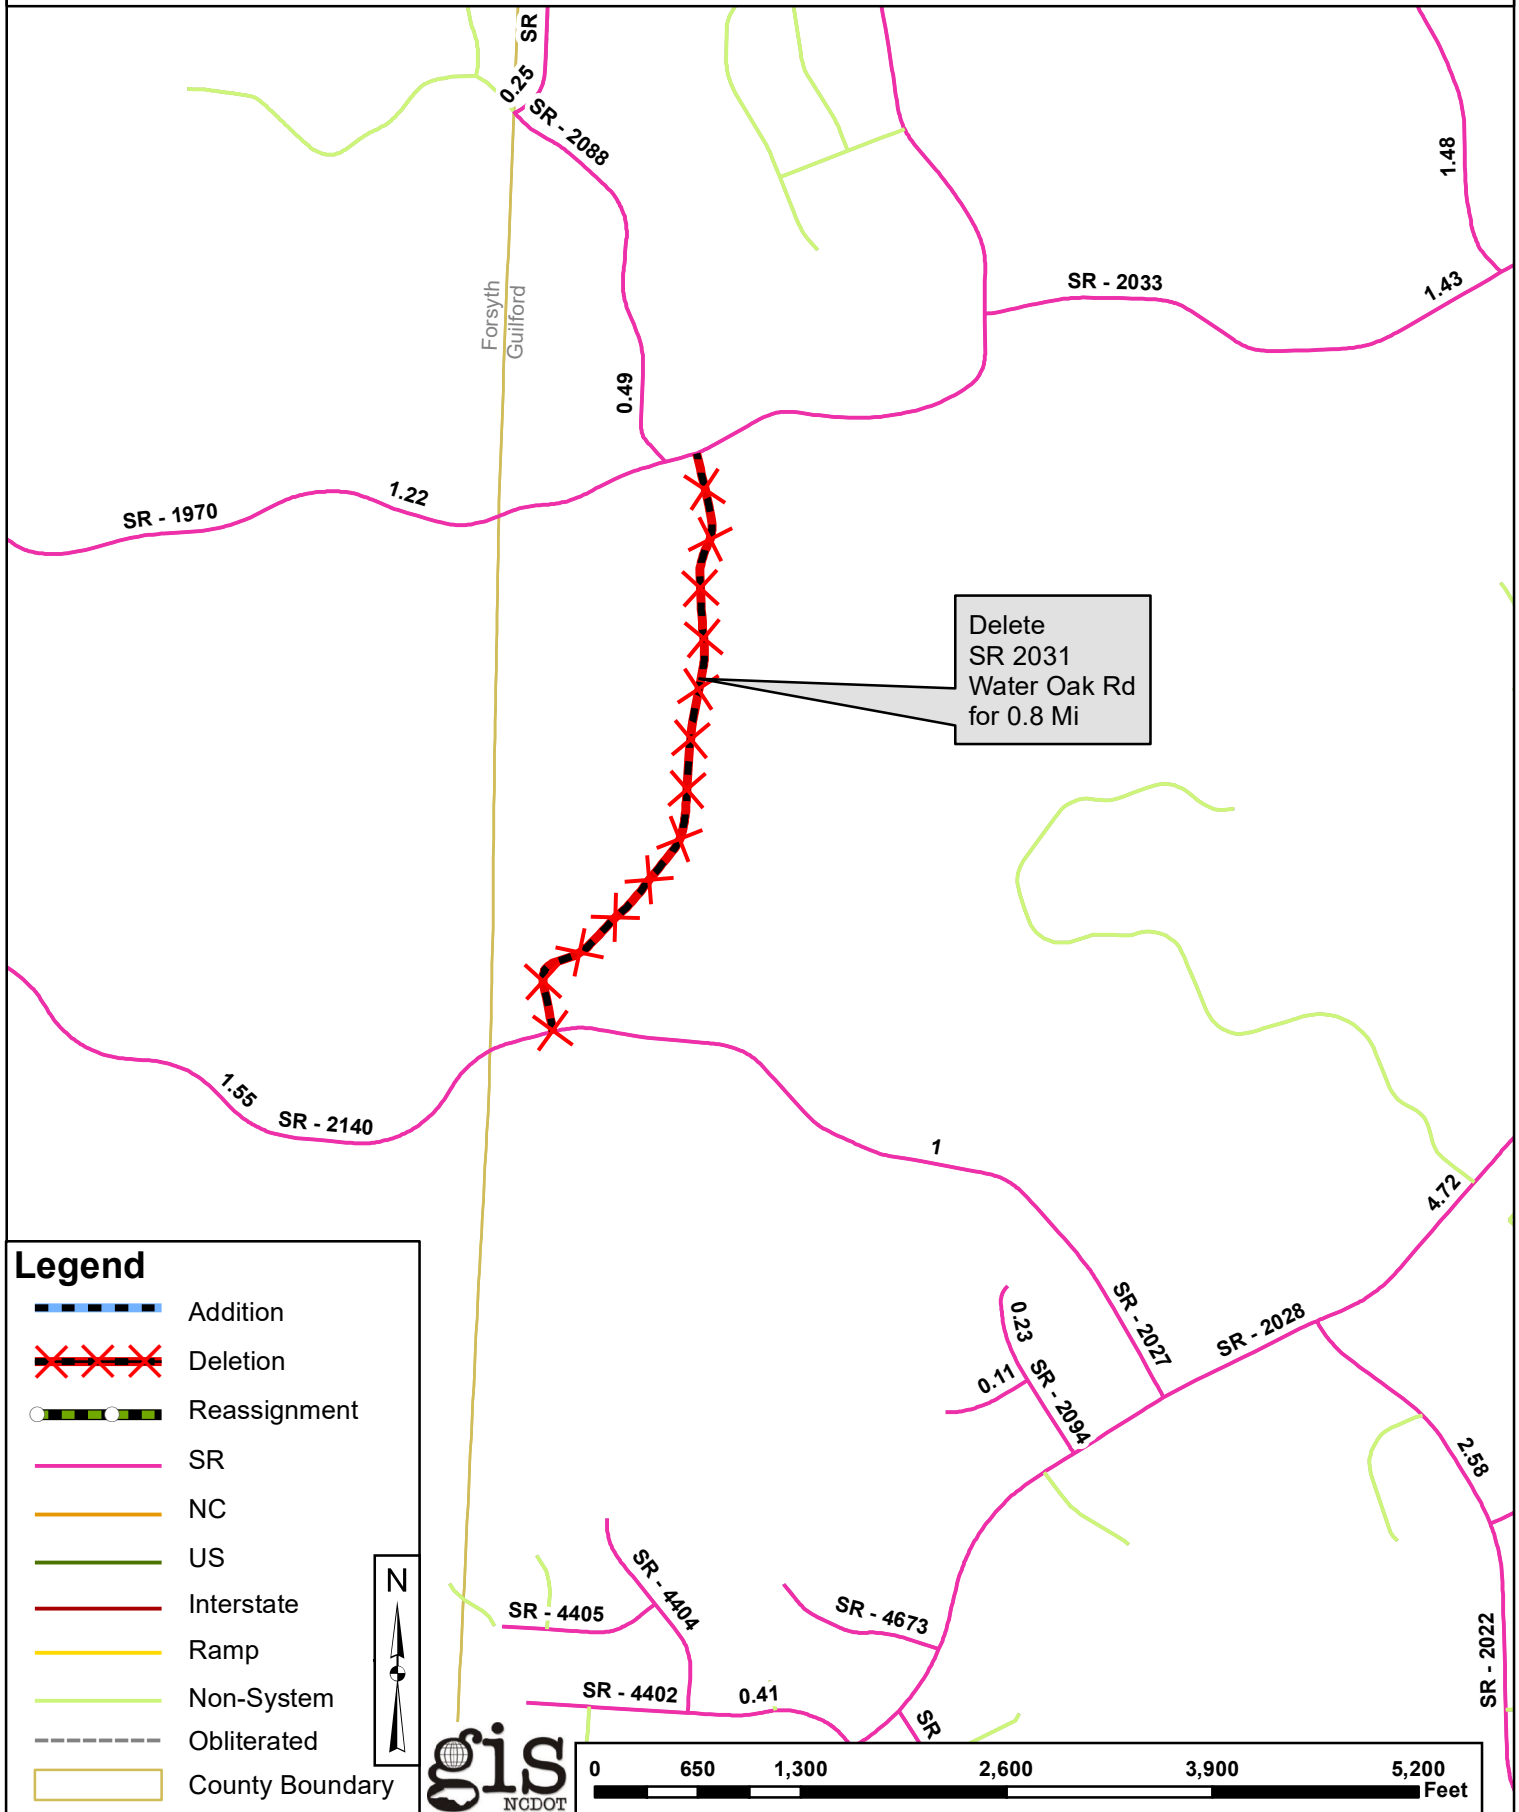 SR
0.25
SR - 2088
1.48
SR - 2033
1.43
Forsyth
Guilford
0.49
1.22
SR - 1970
Delete
SR 2031
Water Oak Rd
for 0.8 Mi
1.55
SR - 2140
1
4.72
SR - 2027
SR - 2028
0.23
0.11
SR - 2094
2.58
SR - 4404
SR - 4405
SR - 4673
SR - 2022
SR - 4402
0.41
SR
Legend
Addition
Deletion
Reassignment
SR
NC
US
Interstate
Ramp
Non-System
Obliterated
County Boundary
N
gis
NCDOT
0 650 1,300 2,600 3,900 5,200
Feet